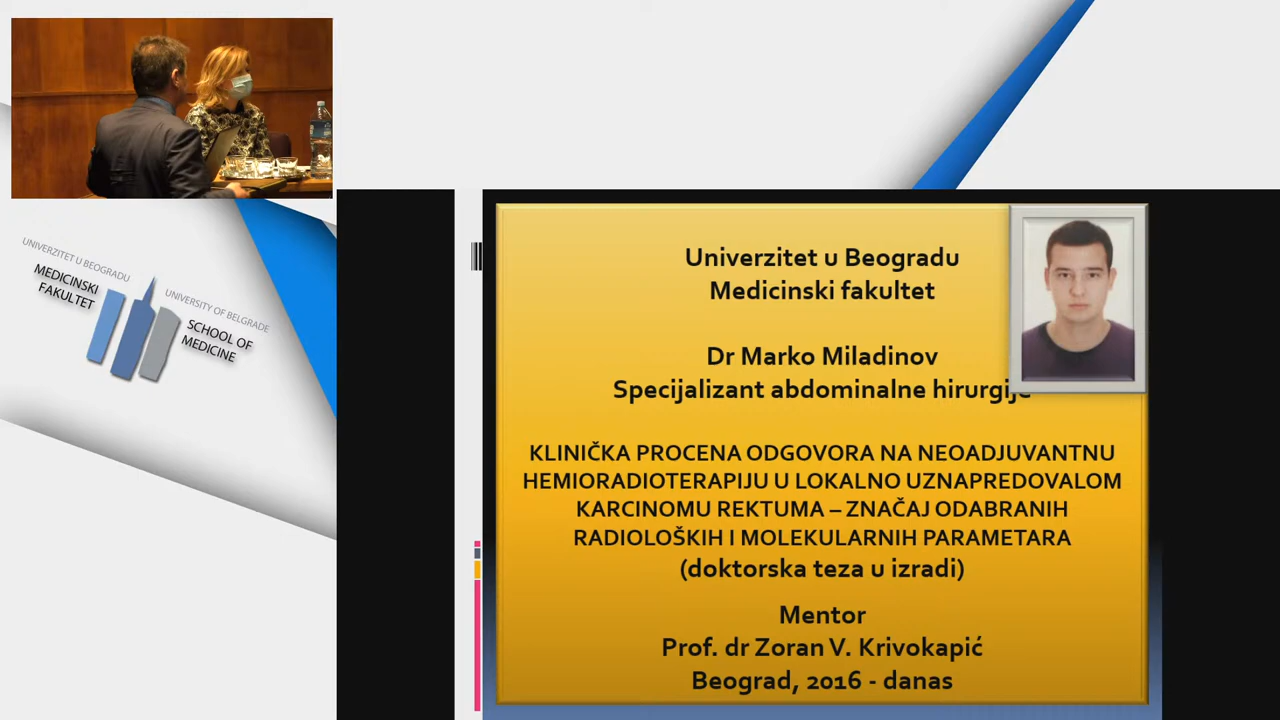 UNIVERZITET U BEOGRADU
MEDICINSKI
FAKULTET
UNIVERSITY OF BELGRADE
SCHOOL OF
MEDICINE
Univerzitet u Beogradu
Medicinski fakultet
Dr Marko Miladinov
Specijalizant abdominalne hirurgije
KLINIČKA PROCENA ODGOVORA NA NEOADJUVANTNU
HEMIORADIOTERAPIJU U LOKALNO UZNAPREDOVALOM
KARCINOMU REKTUMA – ZNAČAJ ODABRANIH
RADIOLOŠKIH I MOLEKULARNIH PARAMETARA
(doktorska teza u izradi)
Mentor
Prof. dr Zoran V. Krivokapić
Beograd, 2016 - danas